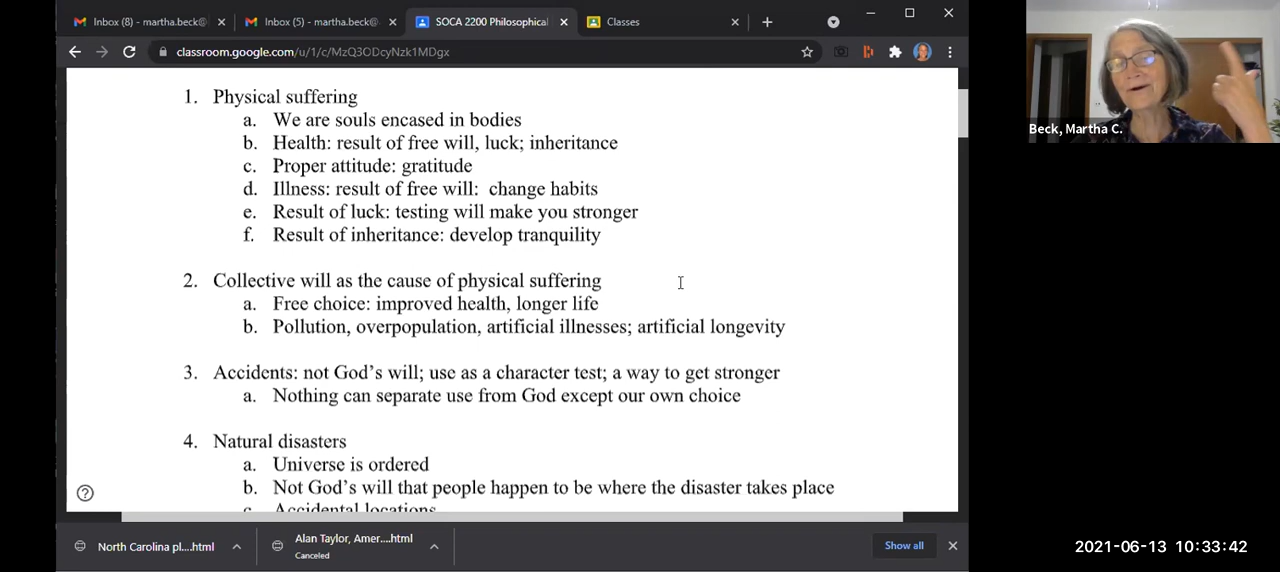 Inbox (8) - martha.beck@
Inbox (5) - martha.beck@
SOCA 2200 Philosophical
Classes
classroom.google.com/u/1/c/MzQ3ODcyNzk1MDgx
1. Physical suffering
a. We are souls encased in bodies
b. Health: result of free will, luck; inheritance
c. Proper attitude: gratitude
d. Illness: result of free will: change habits
e. Result of luck: testing will make you stronger
f. Result of inheritance: develop tranquility
2. Collective will as the cause of physical suffering
a. Free choice: improved health, longer life
b. Pollution, overpopulation, artificial illnesses; artificial longevity
3. Accidents: not God's will; use as a character test; a way to get stronger
a. Nothing can separate use from God except our own choice
4. Natural disasters
a. Universe is ordered
b. Not God's will that people happen to be where the disaster takes place
c. Accidental locations
North Carolina pl....html
Alan Taylor, Amer....html
Canceled
Show all
Beck, Martha C.
2021-06-13 10:33:42